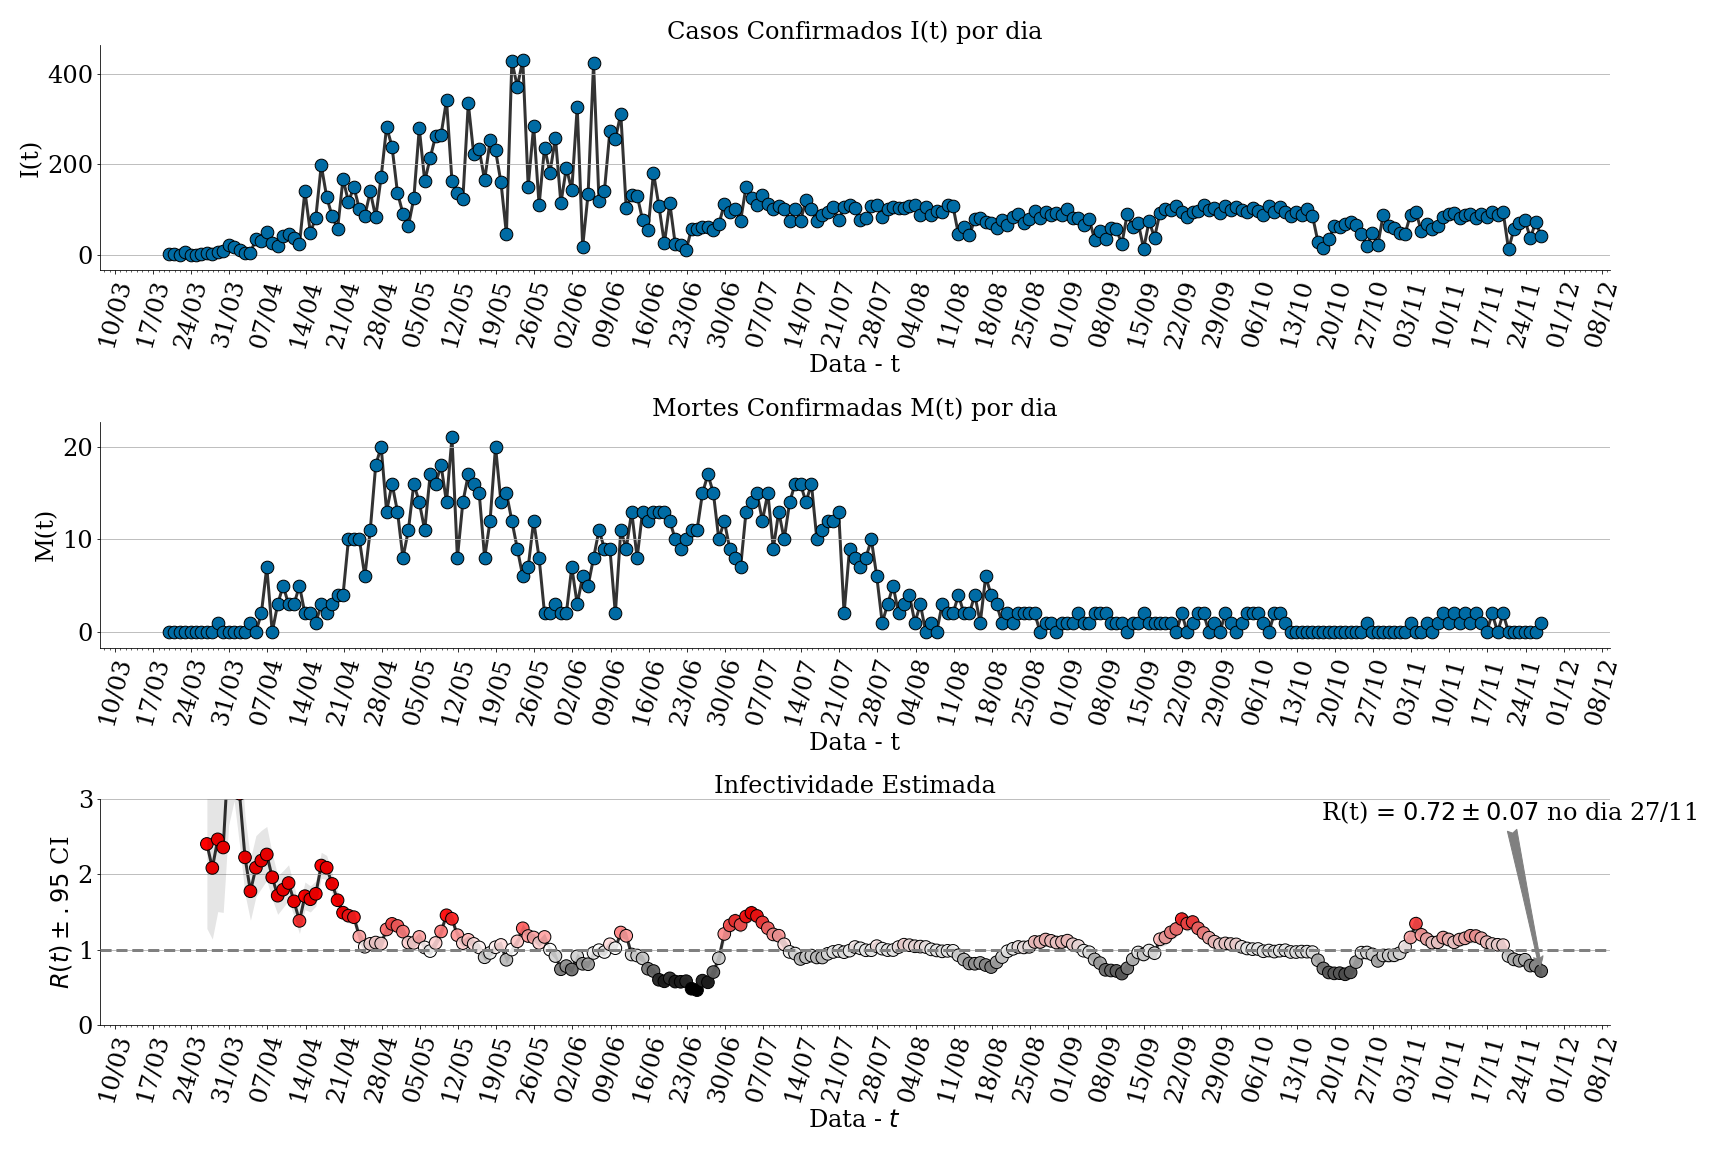 Casos Confirmados I(t) por dia
400
200
0
I(t)
10/03 17/03 24/03 31/03 07/04 14/04 21/04 28/04 05/05 12/05 19/05 26/05 02/06 09/06 16/06 23/06 30/06 07/07 14/07 21/07 28/07 04/08 11/08 18/08 25/08 01/09 08/09 15/09 22/09 29/09 06/10 13/10 20/10 27/10 03/11 10/11 17/11 24/11 01/12 08/12
Data - t
Mortes Confirmadas M(t) por dia
20
10
0
M(t)
10/03 17/03 24/03 31/03 07/04 14/04 21/04 28/04 05/05 12/05 19/05 26/05 02/06 09/06 16/06 23/06 30/06 07/07 14/07 21/07 28/07 04/08 11/08 18/08 25/08 01/09 08/09 15/09 22/09 29/09 06/10 13/10 20/10 27/10 03/11 10/11 17/11 24/11 01/12 08/12
Data - t
Infectividade Estimada
R(t) = 0.72 ± 0.07 no dia 27/11
3
2
1
0
R(t) ± .95 CI
10/03 17/03 24/03 31/03 07/04 14/04 21/04 28/04 05/05 12/05 19/05 26/05 02/06 09/06 16/06 23/06 30/06 07/07 14/07 21/07 28/07 04/08 11/08 18/08 25/08 01/09 08/09 15/09 22/09 29/09 06/10 13/10 20/10 27/10 03/11 10/11 17/11 24/11 01/12 08/12
Data - t